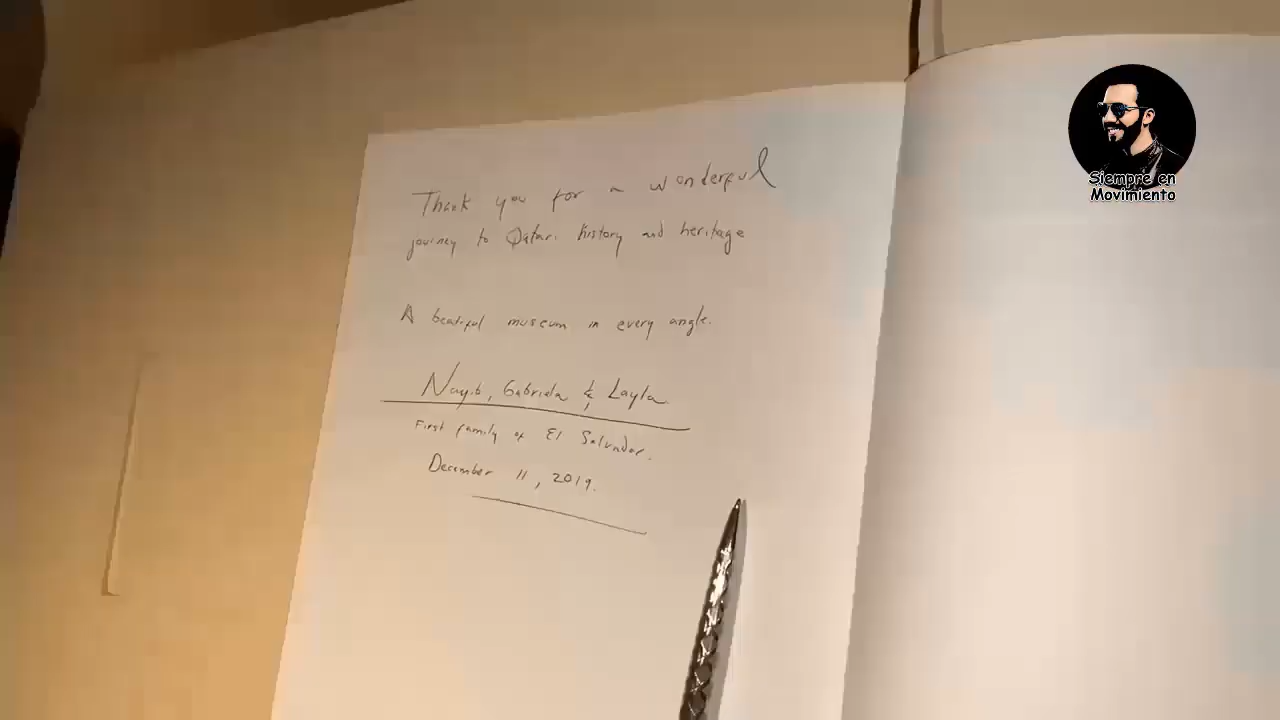 Thank you for a wonderful
journey to Qatari history and heritage
A beatiful museum in every angle.
Nayib, Gabriela & Layla.
First family of El Salvador.
December 11, 2019.
Siempre en
Movimiento